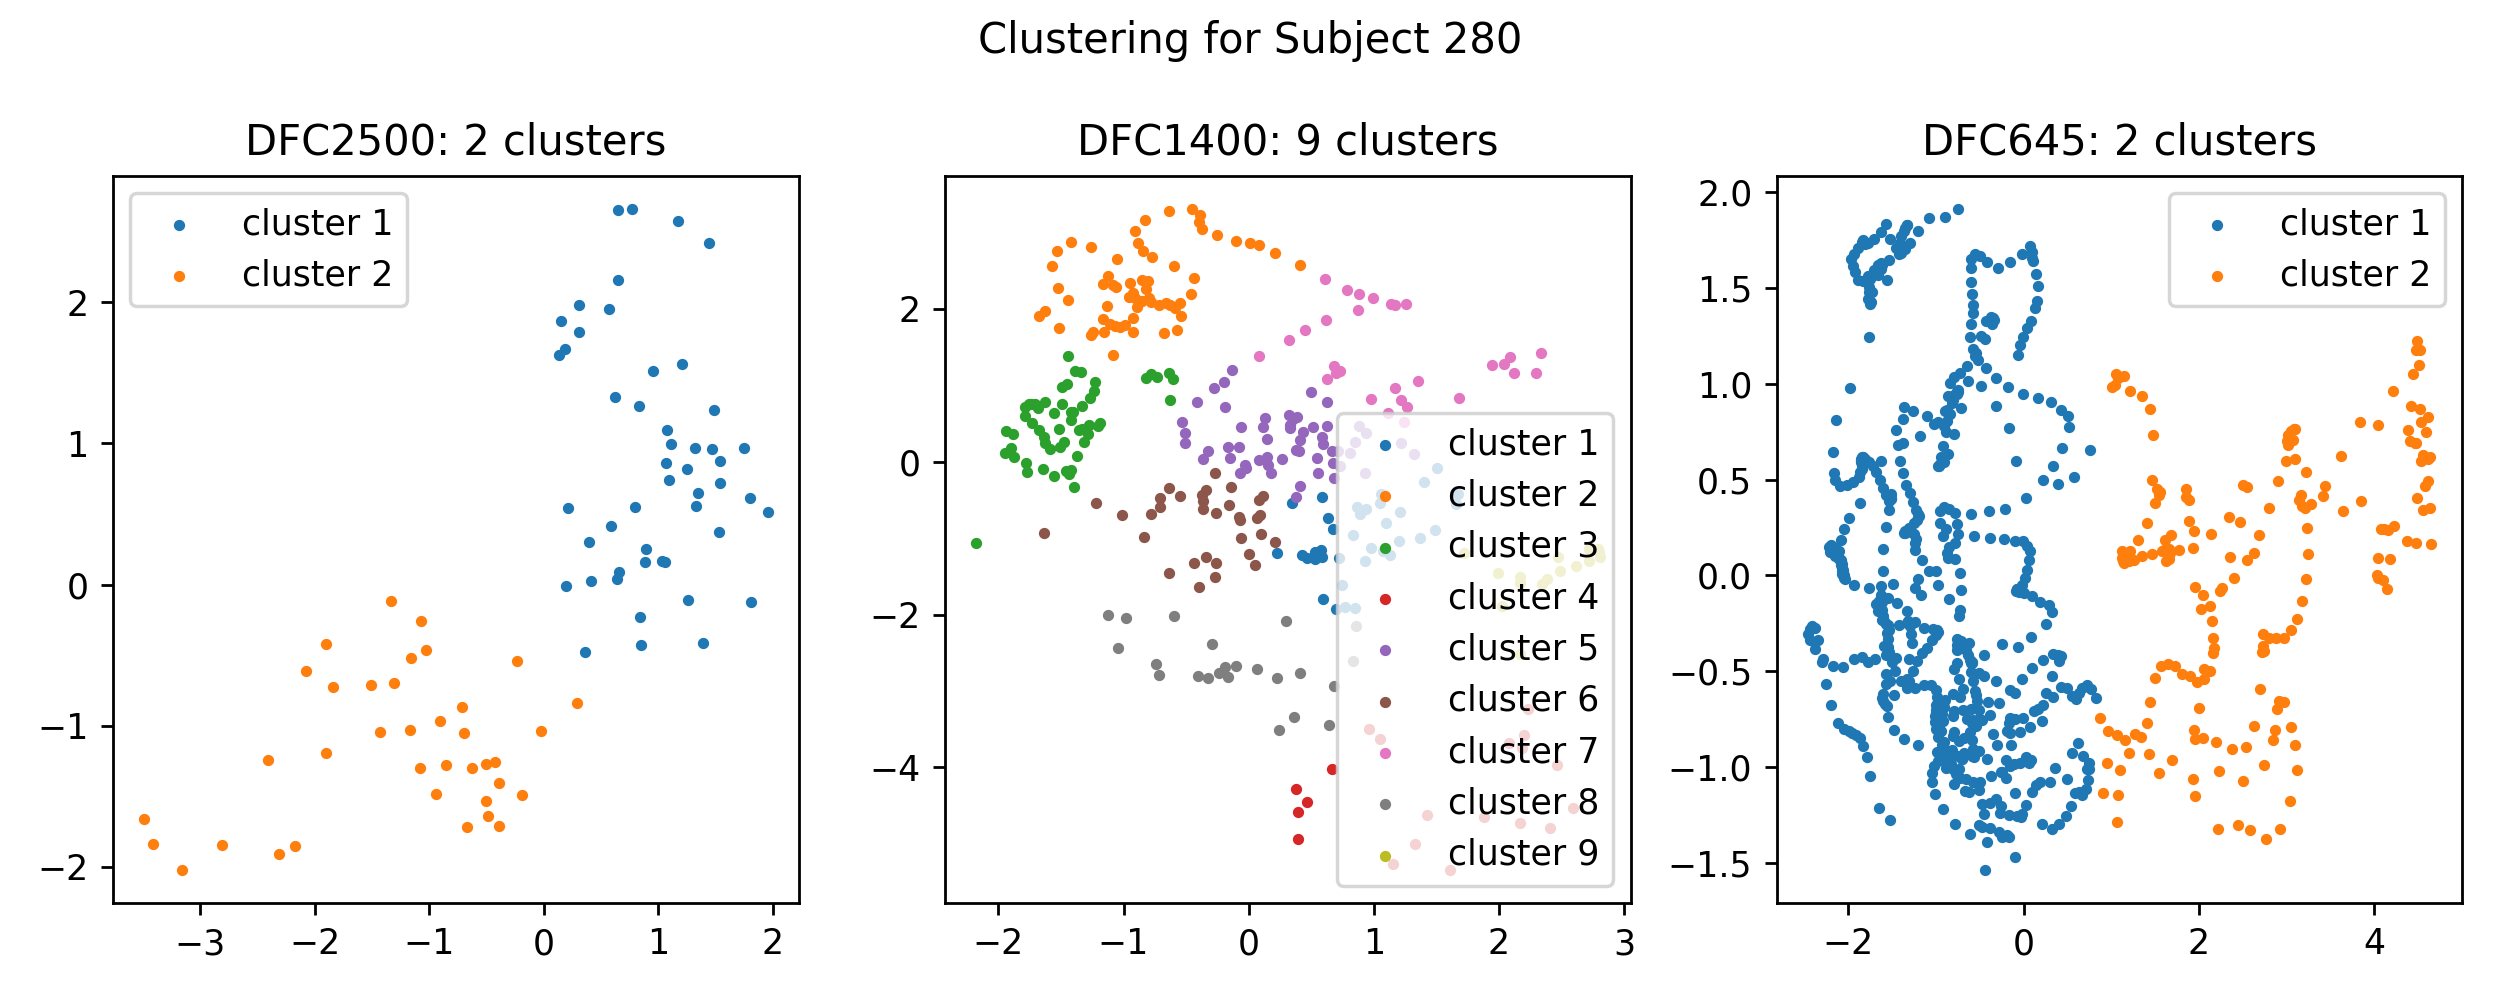 Clustering for Subject 280
DFC2500: 2 clusters
cluster 1
cluster 2
2
1
0
−1
−2
−3
−2
−1
0
1
2
DFC1400: 9 clusters
2
0
−2
−4
cluster 1
cluster 2
cluster 3
cluster 4
cluster 5
cluster 6
cluster 7
cluster 8
cluster 9
−2
−1
0
1
2
3
DFC645: 2 clusters
cluster 1
cluster 2
2.0
1.5
1.0
0.5
0.0
−0.5
−1.0
−1.5
−2
0
2
4